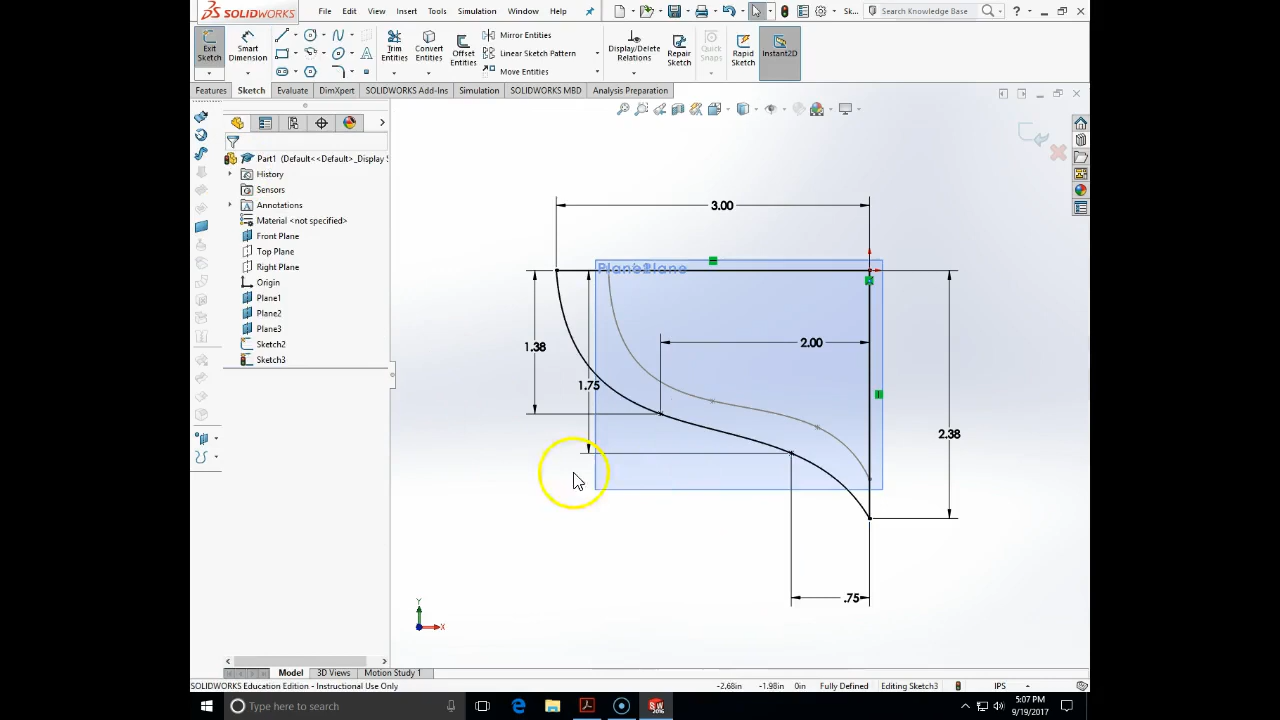 SOLIDWORKS File Edit View Insert Tools Simulation Window Help Sk... Search Knowledge Base ?
Exit Sketch
Smart Dimension
Trim Entities
Convert Entities
Offset Entities
Mirror Entities
Linear Sketch Pattern
Move Entities
Display/Delete Relations
Repair Sketch
Quick Snaps
Rapid Sketch
Instant2D
Features Sketch Evaluate DimXpert SOLIDWORKS Add-Ins Simulation SOLIDWORKS MBD Analysis Preparation
Part1 (Default<<Default>_Display S
History
Sensors
Annotations
Material <not specified>
Front Plane
Top Plane
Right Plane
Origin
Plane1
Plane2
Plane3
Sketch2
Sketch3
3.00
1.38
1.75
2.00
2.38
.75
Y
X
Model 3D Views Motion Study 1
SOLIDWORKS Education Edition - Instructional Use Only -2.68in -1.98in 0in Fully Defined Editing Sketch3 IPS
Type here to search
5:07 PM
9/19/2017